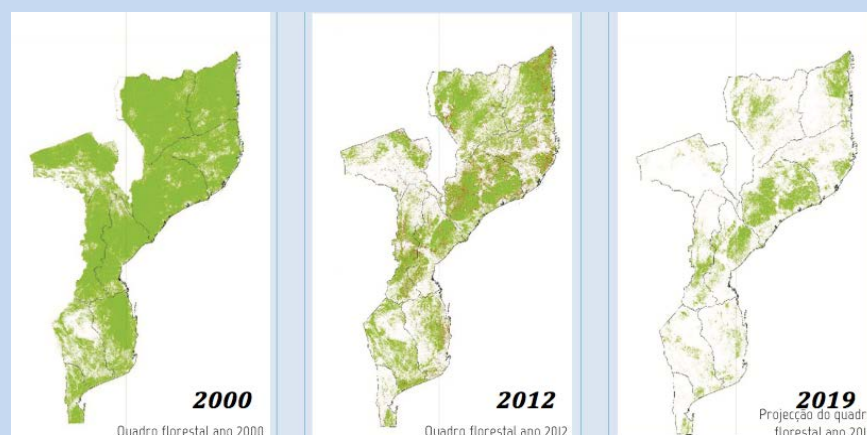 2000
Quadro florestal ano 2000
2012
Quadro florestal ano 2012
2019
Projecção do quadr
florestal ano 20